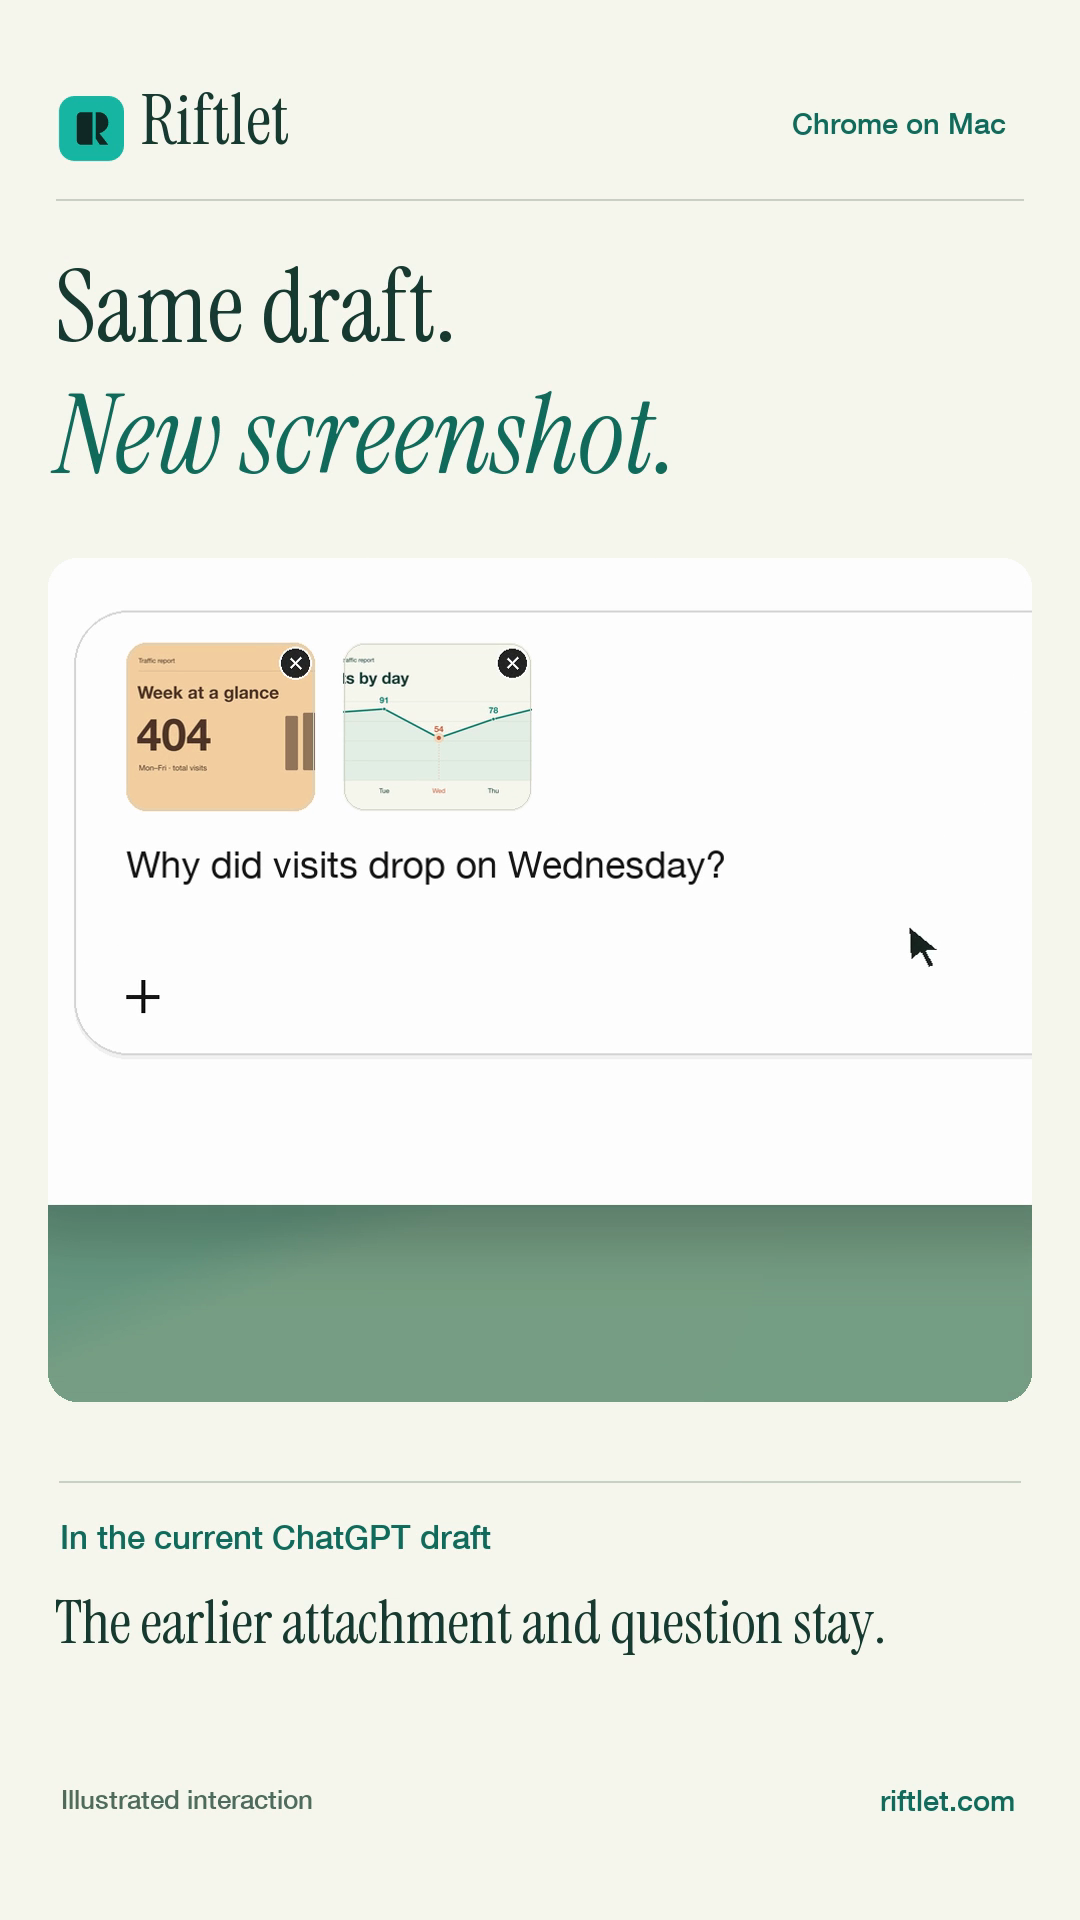 Riftlet
Chrome on Mac
Same draft.
New screenshot.
Traffic report
Week at a glance
404
Mon–Fri · total visits
affic report
ts by day
91
54
78
Tue
Wed
Thu
Why did visits drop on Wednesday?
In the current ChatGPT draft
The earlier attachment and question stay.
Illustrated interaction
riftlet.com